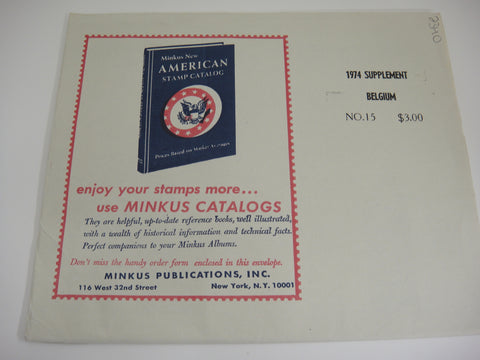 2340
Minkus New
AMERICAN
STAMP CATALOG
Prices Based on Market Averages
enjoy your stamps more...
use MINKUS CATALOGS
They are helpful, up-to-date reference books, well illustrated,
with a wealth of historical information and technical facts.
Perfect companions to your Minkus Albums.
Don't miss the handy order form enclosed in this envelope.
MINKUS PUBLICATIONS, INC.
116 West 32nd Street New York, N.Y. 10001
1974 SUPPLEMENT
BELGIUM
NO.15 $3.00